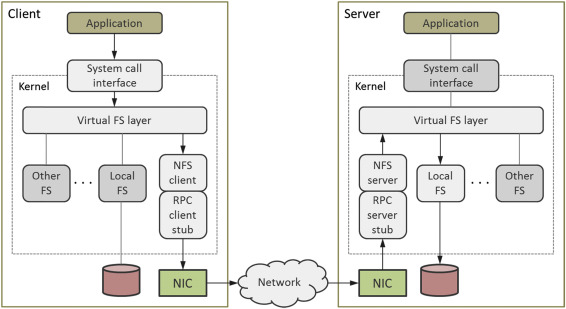 Client
Application
System call
interface
Kernel
Virtual FS layer
Other
FS
. . .
Local
FS
NFS
client
RPC
client
stub
NIC
Network
Server
Application
System call
interface
Kernel
Virtual FS layer
NFS
server
RPC
server
stub
Local
FS
. . .
Other
FS
NIC